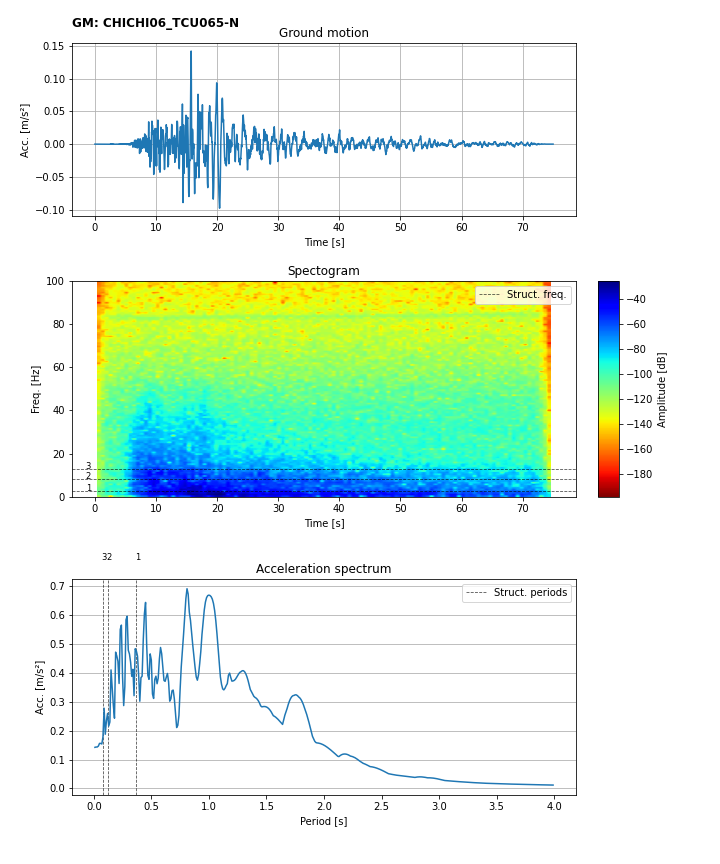 GM: CHICHI06_TCU065-N
Ground motion
0.15
0.10
0.05
0.00
−0.05
−0.10
Acc. [m/s²]
0 10 20 30 40 50 60 70
Time [s]
Spectogram
100
80
60
40
20
0
Freq. [Hz]
Struct. freq.
3
2
1
0 10 20 30 40 50 60 70
Time [s]
−40
−60
−80
−100
−120
−140
−160
−180
Amplitude [dB]
32 1
Acceleration spectrum
0.7
0.6
0.5
0.4
0.3
0.2
0.1
0.0
Acc. [m/s²]
Struct. periods
0.0 0.5 1.0 1.5 2.0 2.5 3.0 3.5 4.0
Period [s]